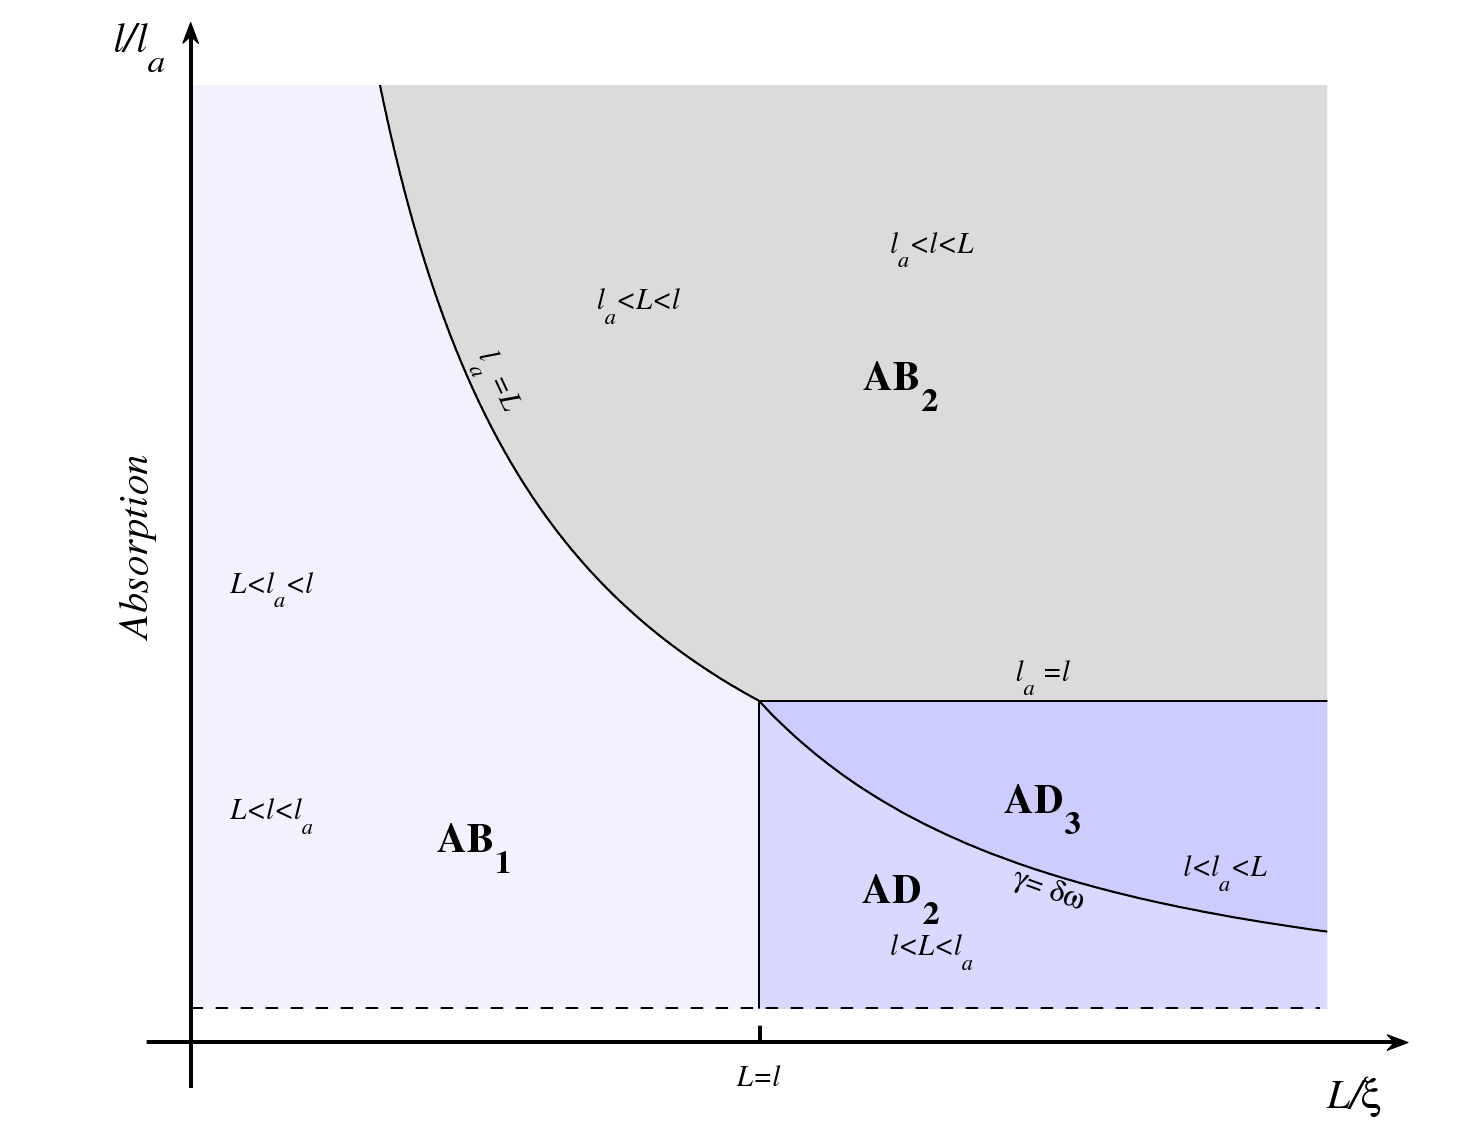 l/l_a
l_a<l<L
l_a<L<l
l_a=L
AB_2
Absorption
L<l_a<l
l_a=l
L<l<l_a
AB_1
AD_3
l<l_a<L
γ= δω
AD_2
l<L<l_a
L=l
L/ξ